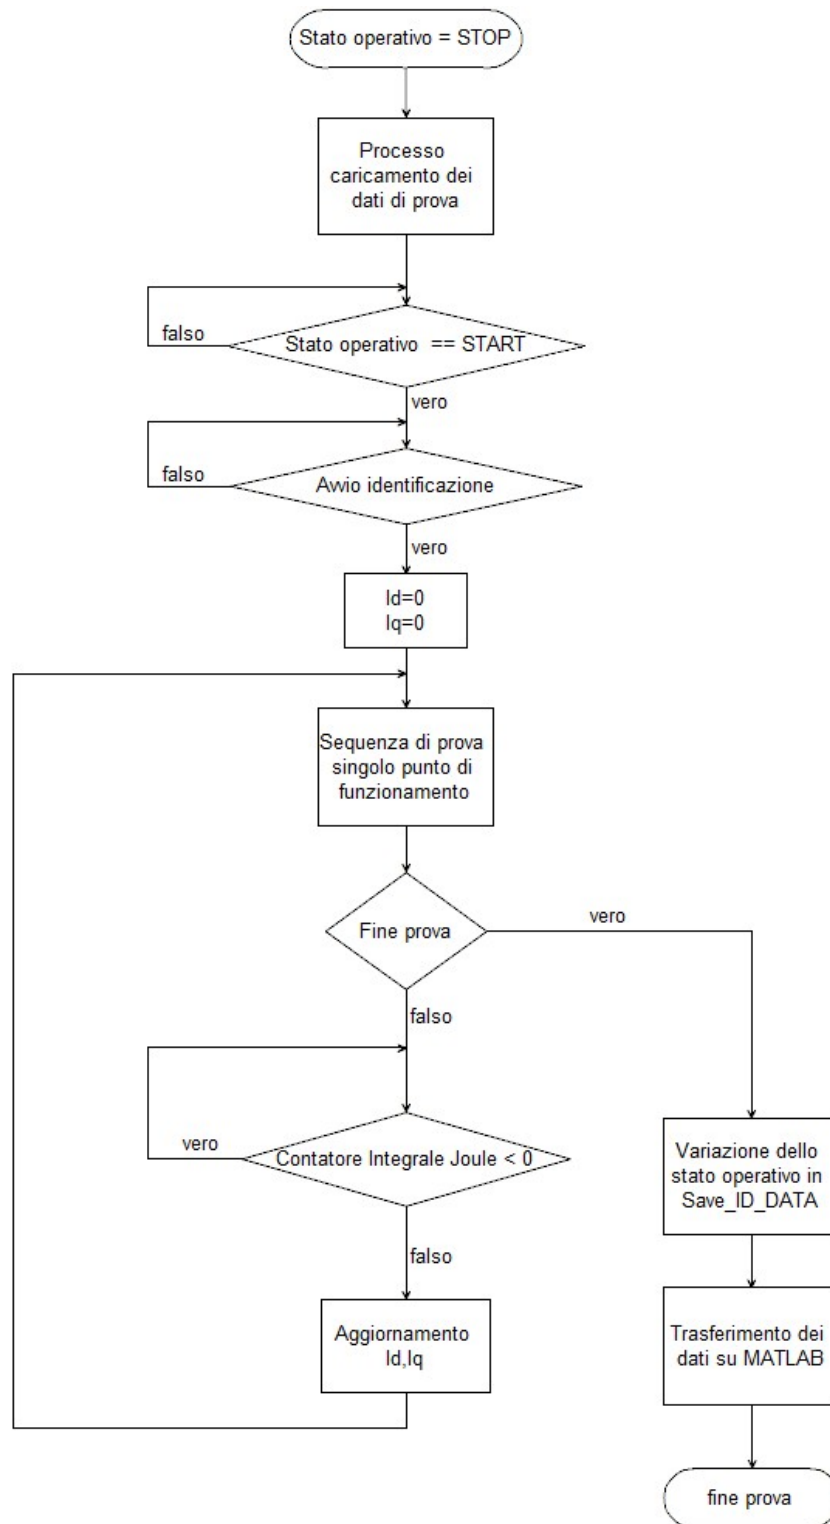 Stato operativo = STOP
Processo
caricamento dei
dati di prova
falso
Stato operativo == START
vero
falso
Avvio identificazione
vero
Id=0
Iq=0
Sequenza di prova
singolo punto di
funzionamento
Fine prova
vero
falso
vero
Contatore Integrale Joule < 0
falso
Aggiornamento
Id,Iq
Variazione dello
stato operativo in
Save_ID_DATA
Trasferimento dei
dati su MATLAB
fine prova